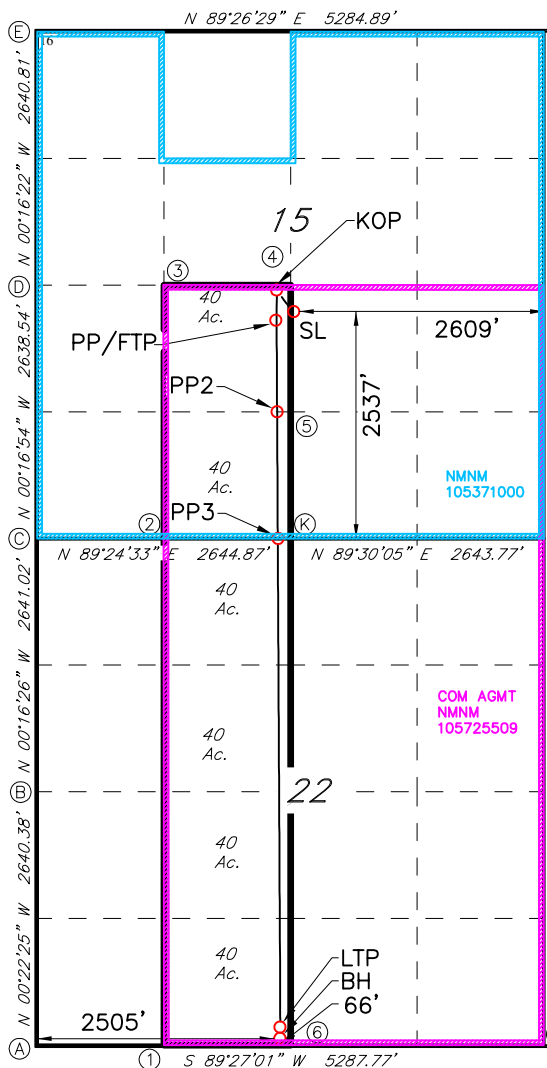 N 89°26'29" E 5284.89'
E
16
N 00°16'22" W 2640.81'
15
KOP
4
3
D
40
Ac.
SL
2609'
PP/FTP
2537'
PP2
5
N 00°16'54" W 2638.54'
40
Ac.
NMNM
105371000
PP3
2
K
C
N 89°24'33" E 2644.87'
N 89°30'05" E 2643.77'
40
Ac.
N 00°16'26" W 2641.02'
COM AGMT
NMNM
105725509
40
Ac.
22
B
40
Ac.
N 00°22'25" W 2640.38'
40
Ac.
LTP
BH
66'
2505'
6
A
1
S 89°27'01" W 5287.77'